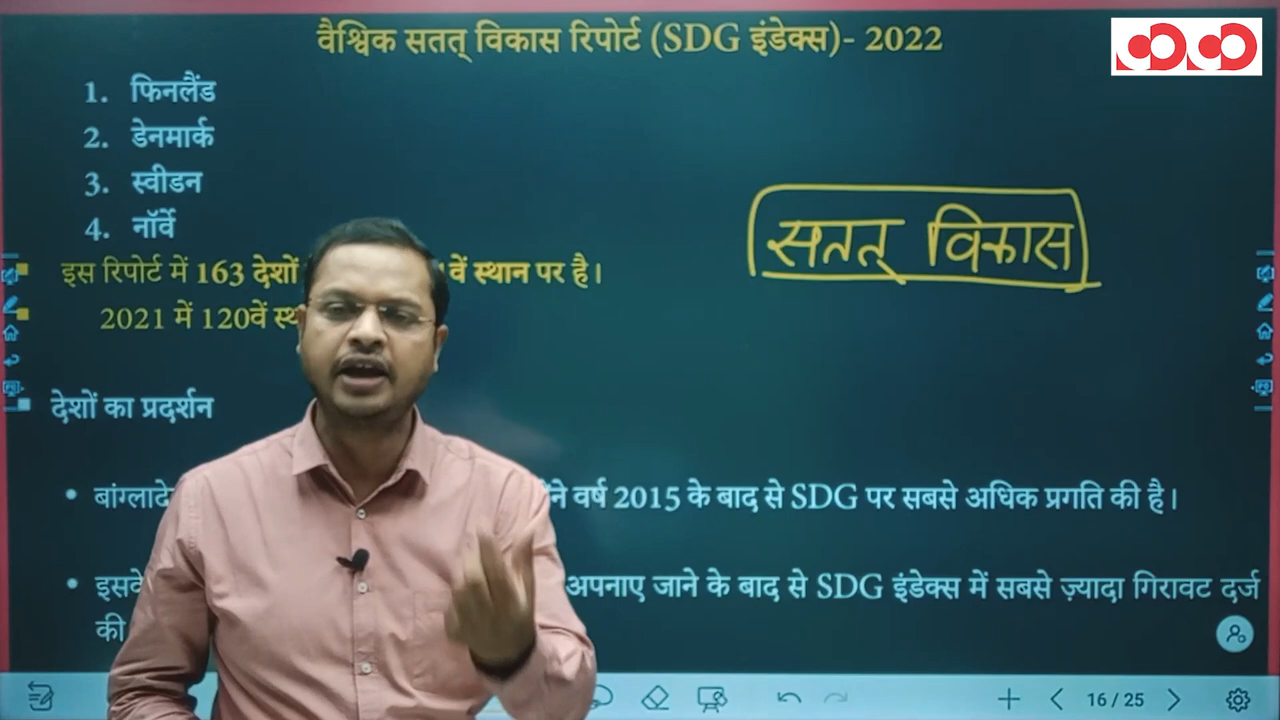 वैश्विक सतत् विकास रिपोर्ट (SDG इंडेक्स)- 2022
1. फिनलैंड
2. डेनमार्क
3. स्वीडन
4. नॉर्वे
सतत् विकास
इस रिपोर्ट में 163 देशों वें स्थान पर है।
2021 में 120वें
देशों का प्रदर्शन
वर्ष 2015 के बाद से SDG पर सबसे अधिक प्रगति की है।
अपनाए जाने के बाद से SDG इंडेक्स में सबसे ज़्यादा गिरावट दर्ज
की
16 / 25